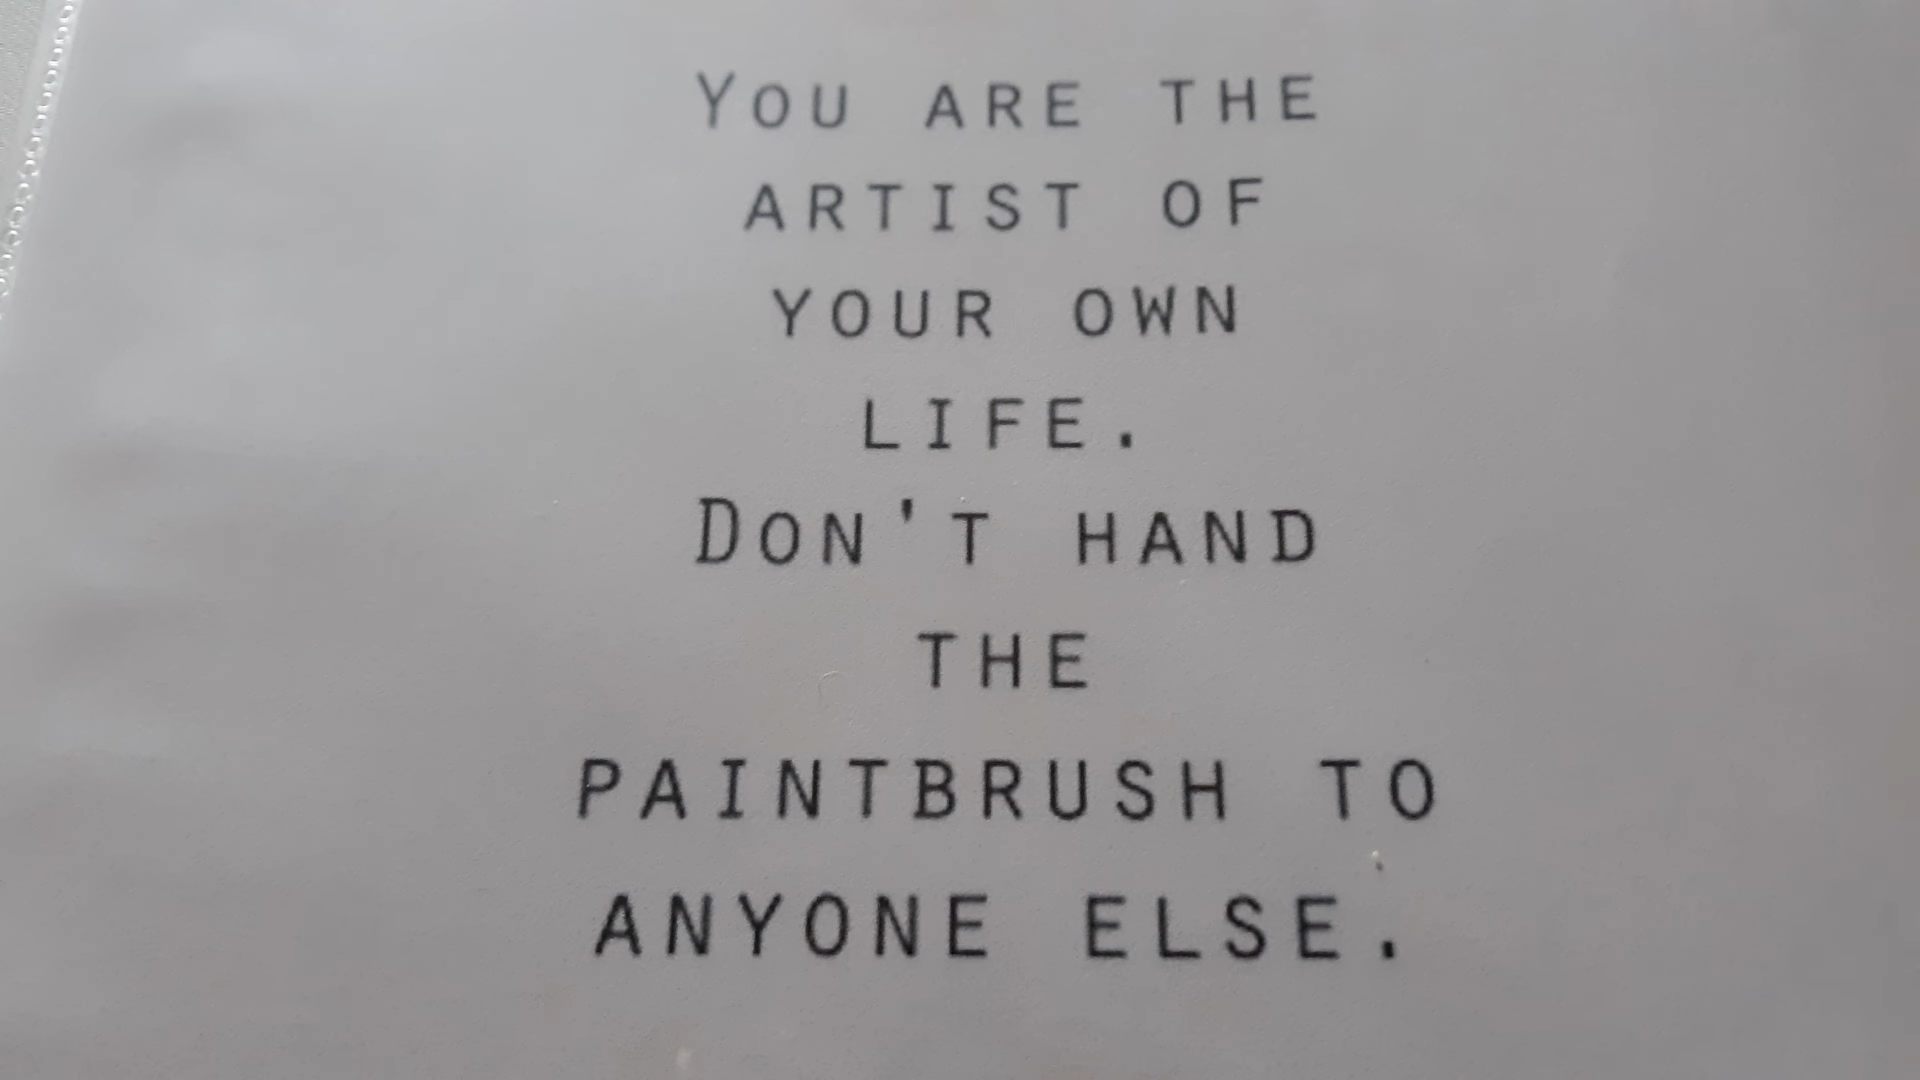 You are the
artist of
your own
life.
Don't hand
the
paintbrush to
anyone else.